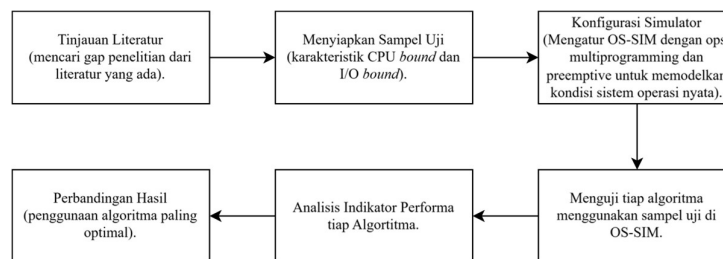 Tinjauan Literatur
(mencari gap penelitian dari
literatur yang ada).
Menyiapkan Sampel Uji
(karakteristik CPU bound dan
I/O bound).
Konfigurasi Simulator
(Mengatur OS-SIM dengan ops
multiprogramming dan
preemptive untuk memodelkan
kondisi sistem operasi nyata).
Menguji tiap algoritma
menggunakan sampel uji di
OS-SIM.
Analisis Indikator Performa
tiap Algortitma.
Perbandingan Hasil
(penggunaan algoritma paling
optimal).